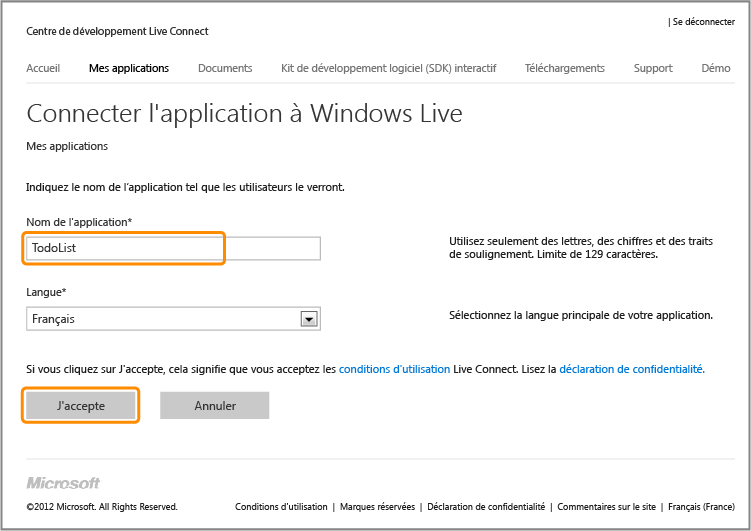 | Se déconnecter
Centre de développement Live Connect
Accueil Mes applications Documents Kit de développement logiciel (SDK) interactif Téléchargements Support Démo
Connecter l'application à Windows Live
Mes applications
Indiquez le nom de l'application tel que les utilisateurs le verront.
Nom de l'application*
TodoList
Utilisez seulement des lettres, des chiffres et des traits
de soulignement. Limite de 129 caractères.
Langue*
Français
Sélectionnez la langue principale de votre application.
Si vous cliquez sur J'accepte, cela signifie que vous acceptez les conditions d'utilisation Live Connect. Lisez la déclaration de confidentialité.
J'accepte Annuler
Microsoft
©2012 Microsoft. All Rights Reserved. Conditions d'utilisation | Marques réservées | Déclaration de confidentialité | Commentaires sur le site | Français (France)